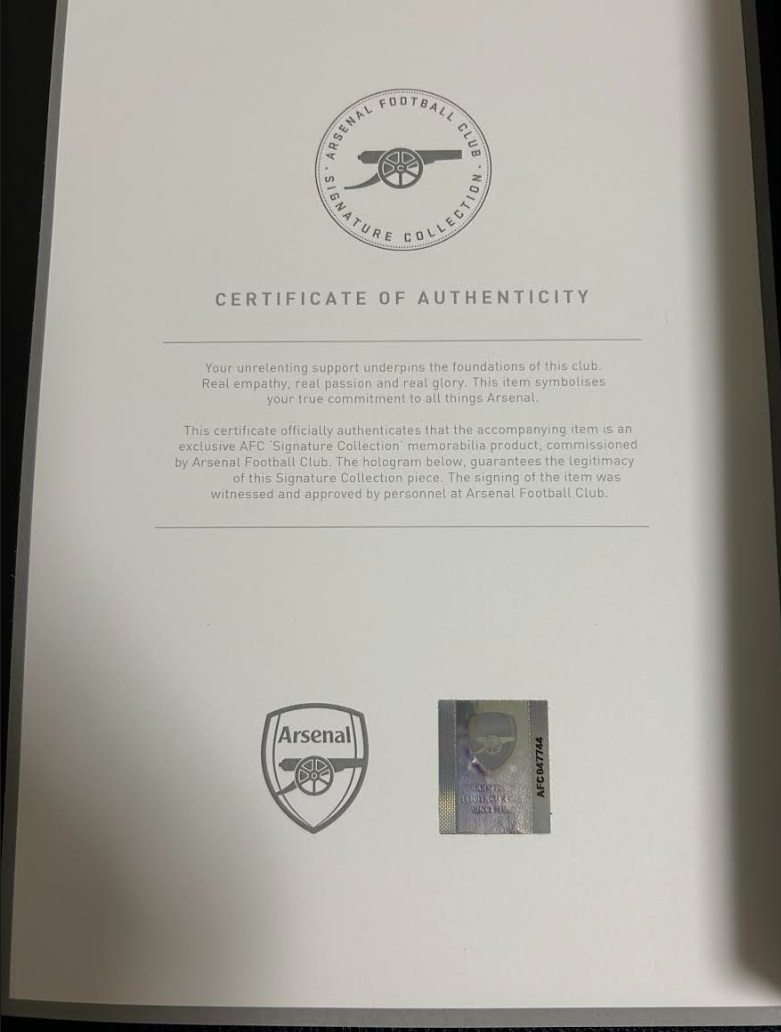 ARSENAL FOOTBALL CLUB
· SIGNATURE COLLECTION ·
CERTIFICATE OF AUTHENTICITY
Your unrelenting support underpins the foundations of this club.
Real empathy, real passion and real glory. This item symbolises
your true commitment to all things Arsenal.
This certificate officially authenticates that the accompanying item is an
exclusive AFC 'Signature Collection' memorabilia product, commissioned
by Arsenal Football Club. The hologram below, guarantees the legitimacy
of this Signature Collection piece. The signing of the item was
witnessed and approved by personnel at Arsenal Football Club.
Arsenal
AFC047744